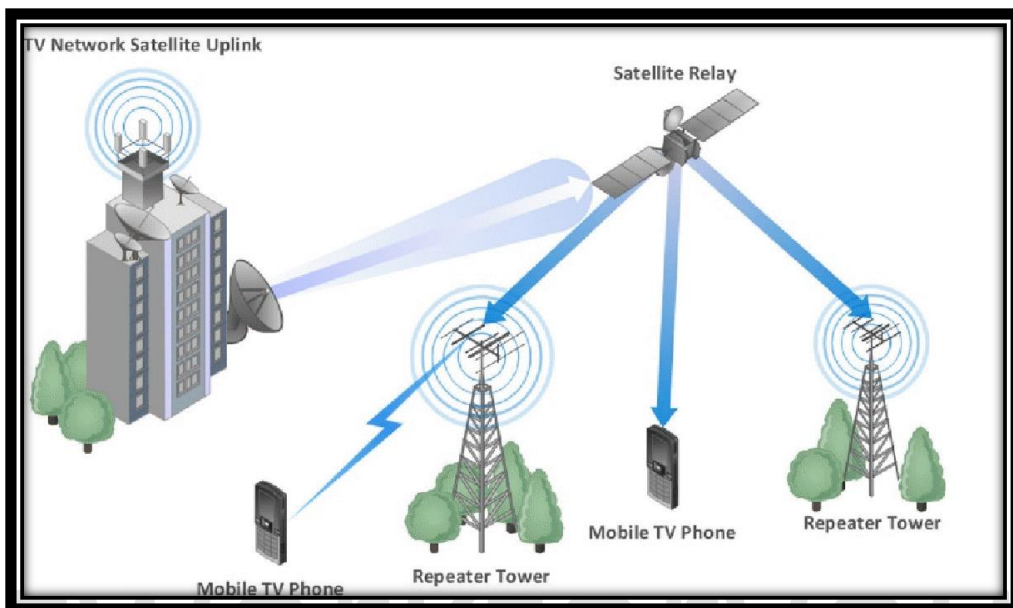 TV Network Satellite Uplink
Satellite Relay
Repeater Tower
Mobile TV Phone
Repeater Tower
Mobile TV Phone